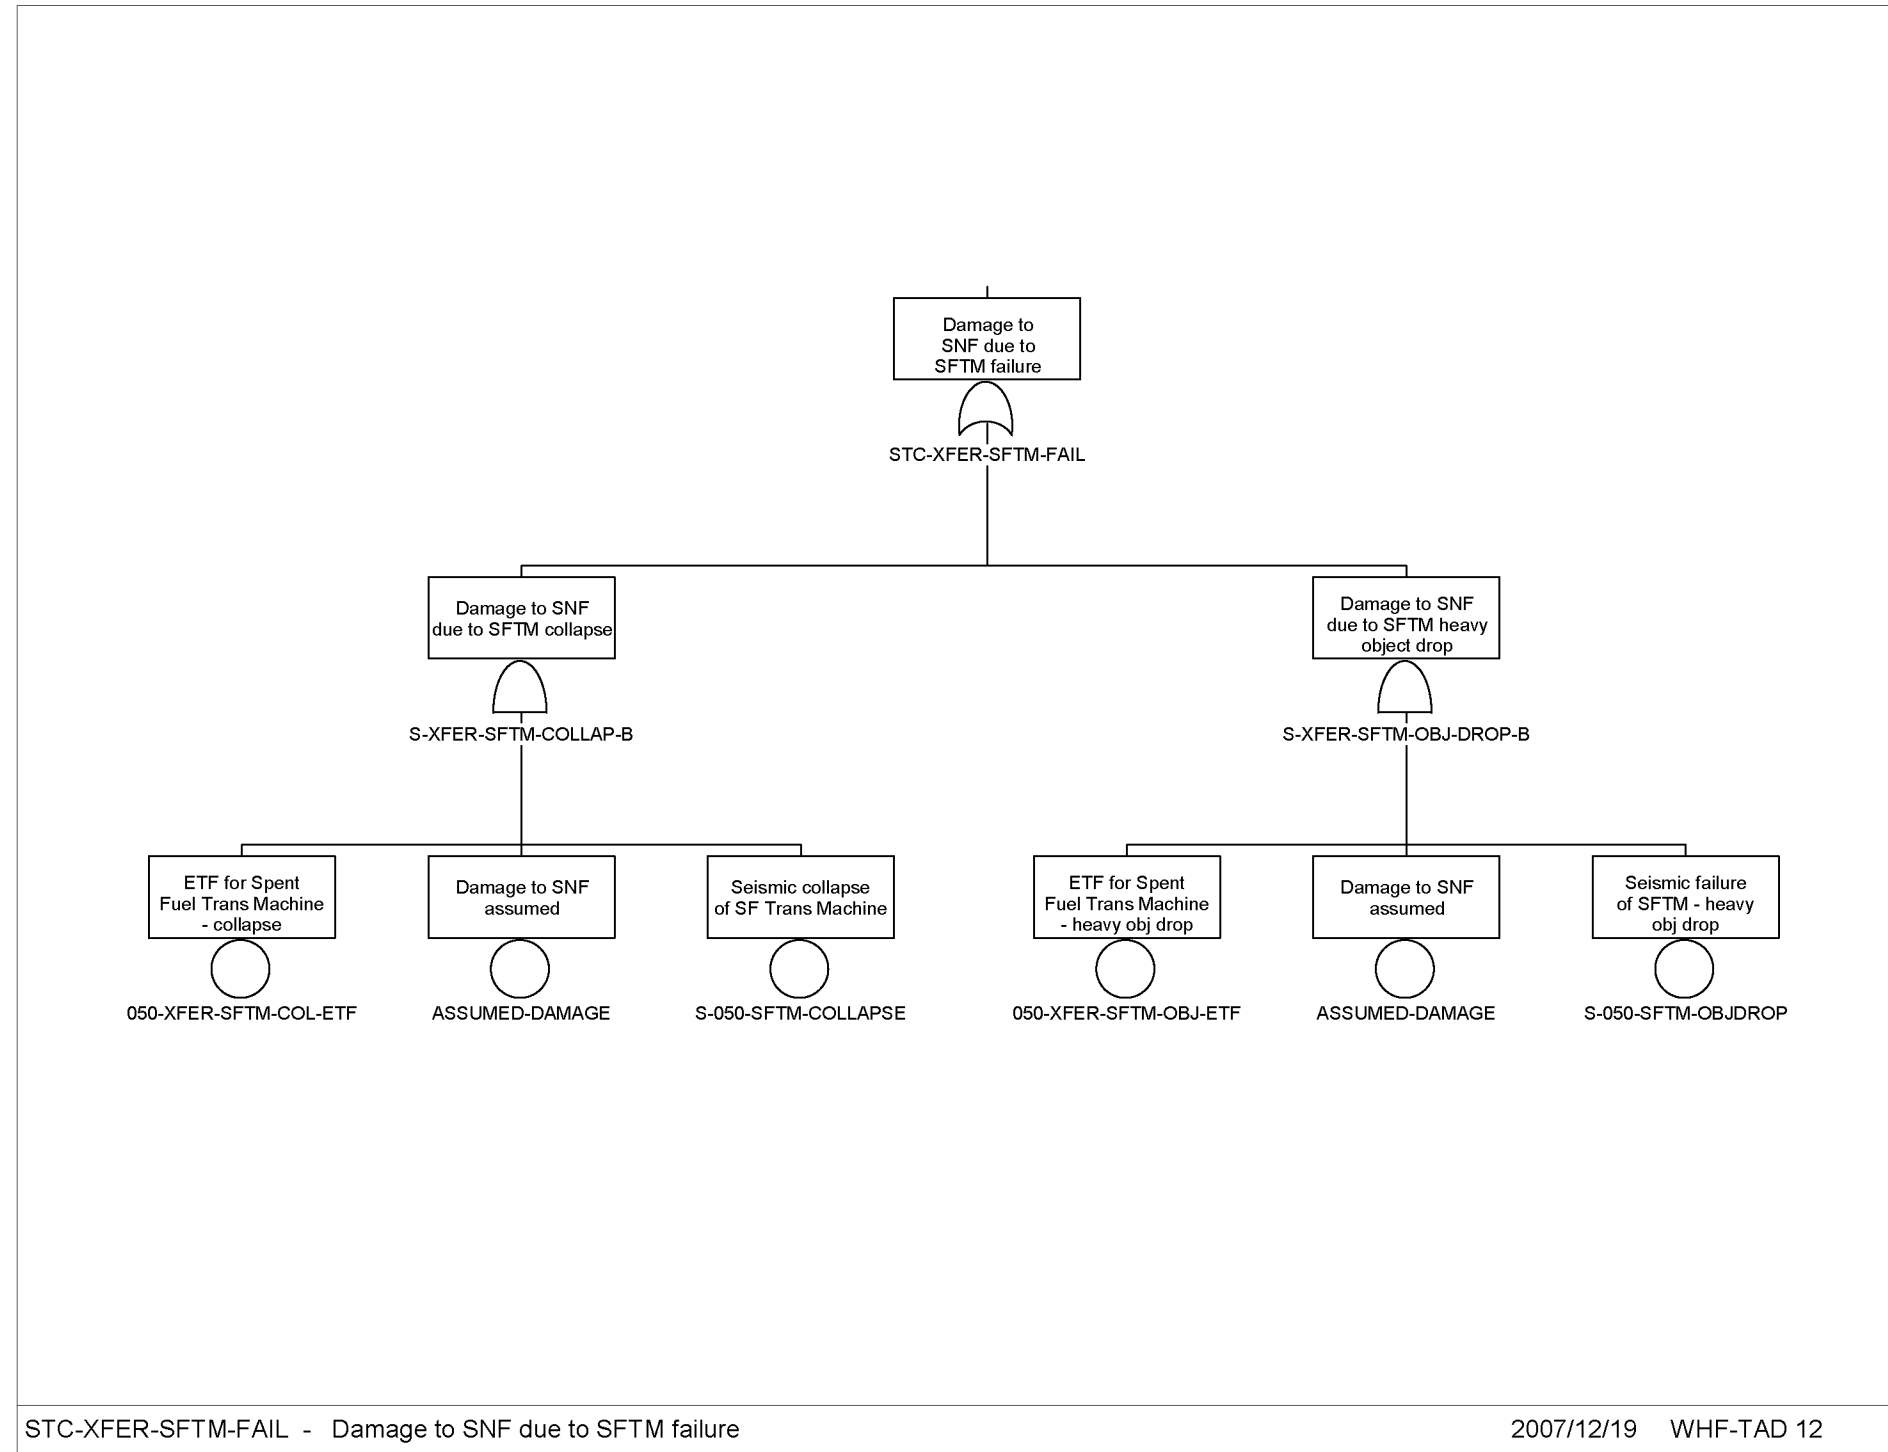 Damage to
SNF due to
SFTM failure
STC-XFER-SFTM-FAIL
Damage to SNF
due to SFTM collapse
S-XFER-SFTM-COLLAP-B
Damage to SNF
due to SFTM heavy
object drop
S-XFER-SFTM-OBJ-DROP-B
ETF for Spent
Fuel Trans Machine
- collapse
050-XFER-SFTM-COL-ETF
Damage to SNF
assumed
ASSUMED-DAMAGE
Seismic collapse
of SF Trans Machine
S-050-SFTM-COLLAPSE
ETF for Spent
Fuel Trans Machine
- heavy obj drop
050-XFER-SFTM-OBJ-ETF
Damage to SNF
assumed
ASSUMED-DAMAGE
Seismic failure
of SFTM - heavy
obj drop
S-050-SFTM-OBJDROP
STC-XFER-SFTM-FAIL - Damage to SNF due to SFTM failure
2007/12/19 WHF-TAD 12